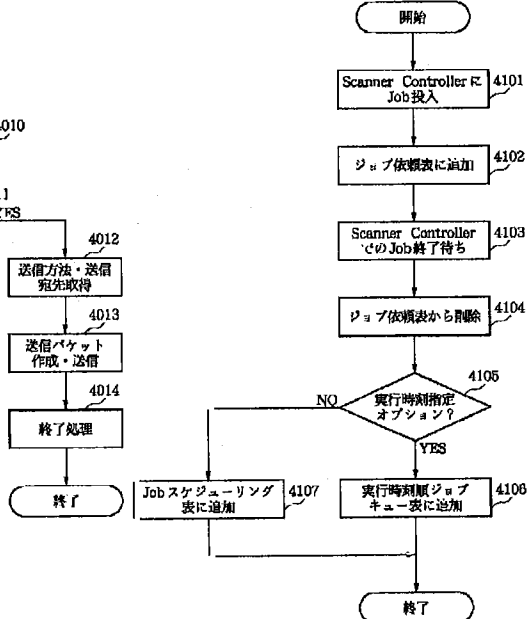 4010
YES
4012
送信方法・送信
宛先取得
4013
送信パケット
作成・送信
4014
終了処理
終了
開始
Scanner Controllerに
Job投入
4101
ジョブ依頼表に追加
4102
Scanner Controller
でのJob終了待ち
4103
ジョブ依頼表から削除
4104
実行時刻指定
オプション?
4105
NO
YES
Jobスケジューリング
表に追加
4107
実行時刻順ジョブ
キュー表に追加
4106
終了